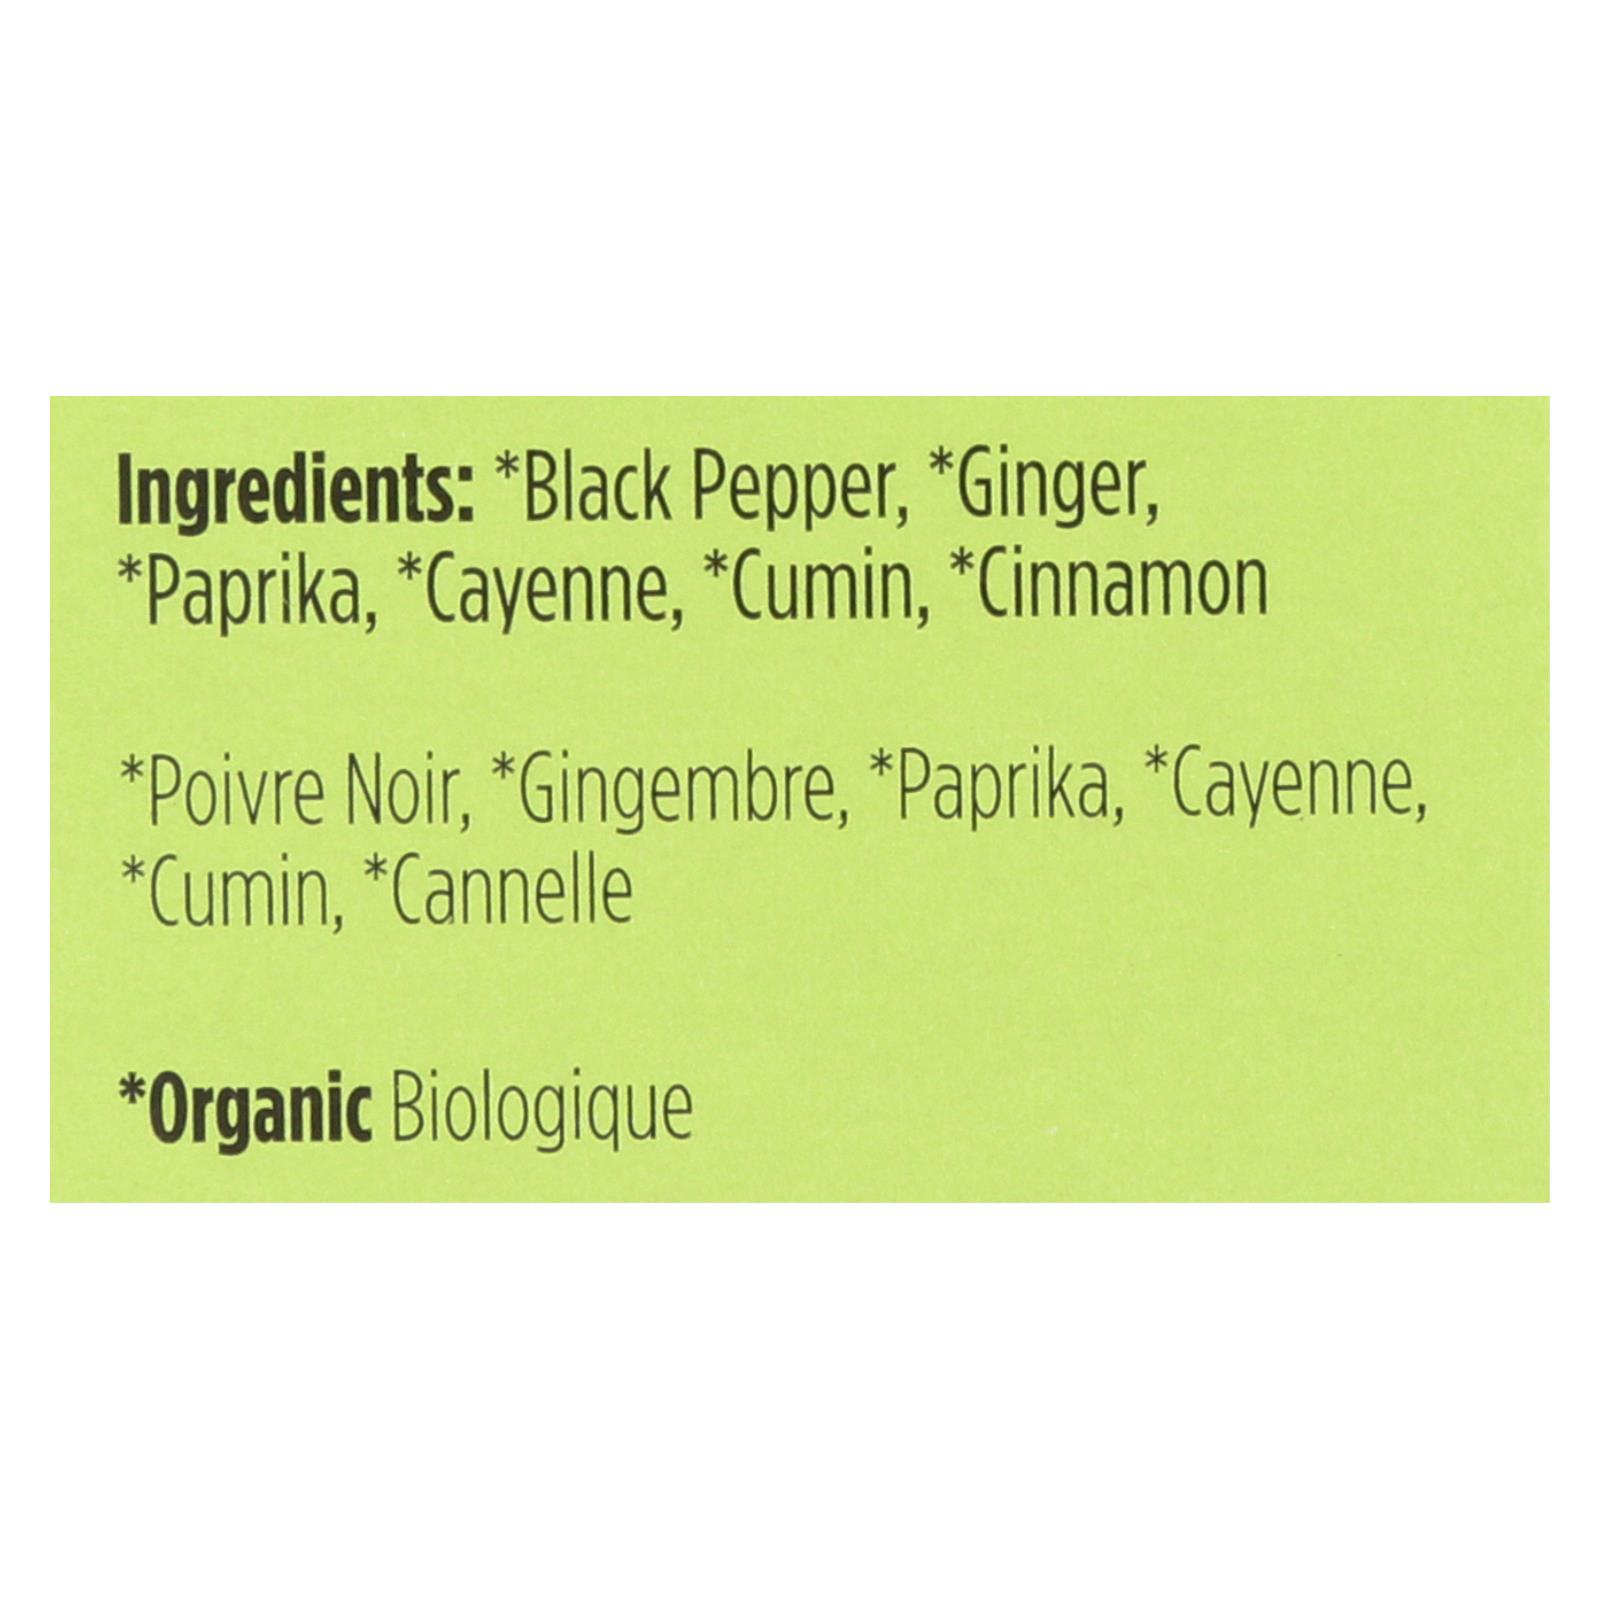 Ingredients: *Black Pepper, *Ginger,
*Paprika, *Cayenne, *Cumin, *Cinnamon
*Poivre Noir, *Gingembre, *Paprika, *Cayenne,
*Cumin, *Cannelle
*Organic Biologique